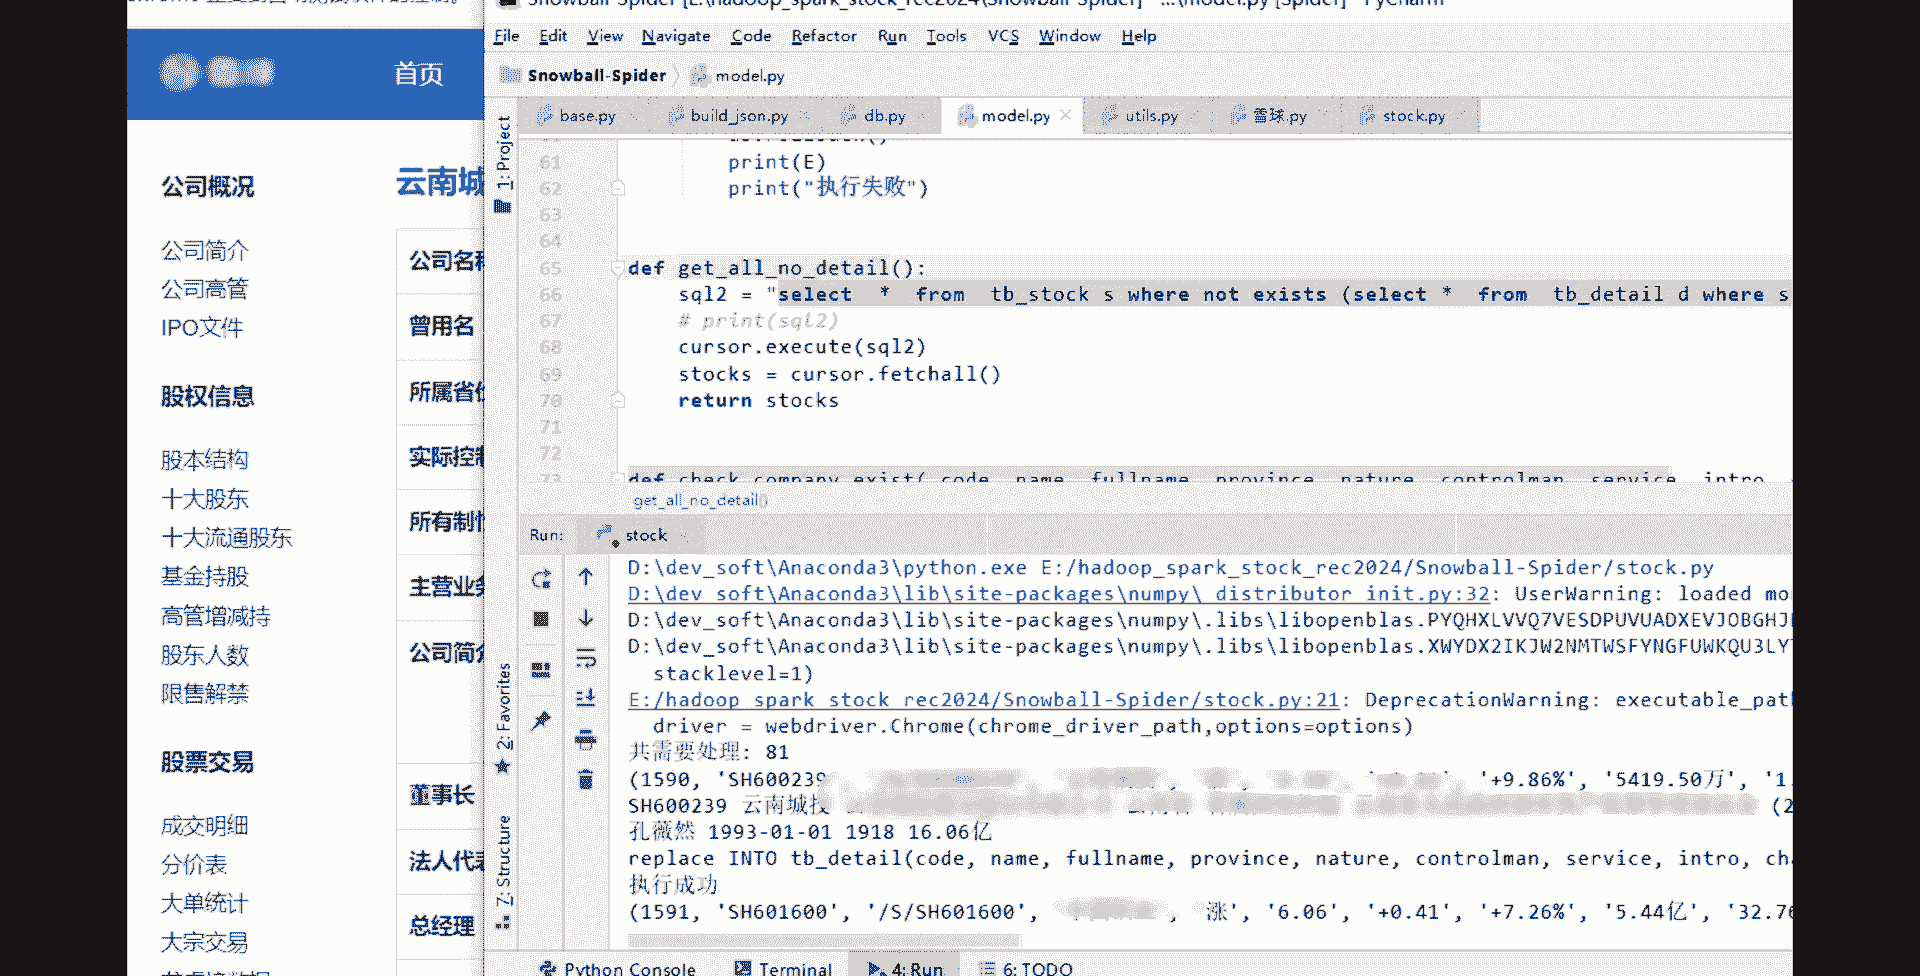 首页
公司概况
公司简介
公司高管
IPO文件
股权信息
股本结构
十大股东
十大流通股东
基金持股
高管增减持
股东人数
限售解禁
股票交易
成交明细
分价表
大单统计
大宗交易
云南城
公司名称
曾用名
所属省份
实际控制
所有制性
主营业务
公司简介
董事长
法人代表
总经理
Snowball-Spider [E:\hadoop_spark_stock_rec2024\Snowball-Spider] - ...\model.py [Spider] - PyCharm
File Edit View Navigate Code Refactor Run Tools VCS Window Help
Snowball-Spider model.py
base.py build_json.py db.py model.py utils.py 雪球.py stock.py
1: Project
61 print(E)
62 print("执行失败")
63
64
65 def get_all_no_detail():
66 sql2 = "select * from tb_stock s where not exists (select * from tb_detail d where s
67 # print(sql2)
68 cursor.execute(sql2)
69 stocks = cursor.fetchall()
70 return stocks
71
72
73 def check_company_exist( code, name, fullname, province, nature, controlman, service, intro,
get_all_no_detail()
Run: stock
2: Favorites
7: Structure
D:\dev_soft\Anaconda3\python.exe E:/hadoop_spark_stock_rec2024/Snowball-Spider/stock.py
D:\dev_soft\Anaconda3\lib\site-packages\numpy\_distributor_init.py:32: UserWarning: loaded mo
D:\dev_soft\Anaconda3\lib\site-packages\numpy\.libs\libopenblas.PYQHXLVVQ7VESDPUVUADXEVJOBGHJ
D:\dev_soft\Anaconda3\lib\site-packages\numpy\.libs\libopenblas.XWYDX2IKJW2NMTWSFYNGFUWKQU3LY
stacklevel=1)
E:/hadoop_spark_stock_rec2024/Snowball-Spider/stock.py:21: DeprecationWarning: executable_pat
driver = webdriver.Chrome(chrome_driver_path,options=options)
共需要处理: 81
(1590, 'SH600239 '+9.86%', '5419.50万', '1.
SH600239 云南城投 (2
孔薇然 1993-01-01 1918 16.06亿
replace INTO tb_detail(code, name, fullname, province, nature, controlman, service, intro, ch
执行成功
(1591, 'SH601600', '/S/SH601600', '涨', '6.06', '+0.41', '+7.26%', '5.44亿', '32.76
Python Console Terminal 4: Run 6: TODO